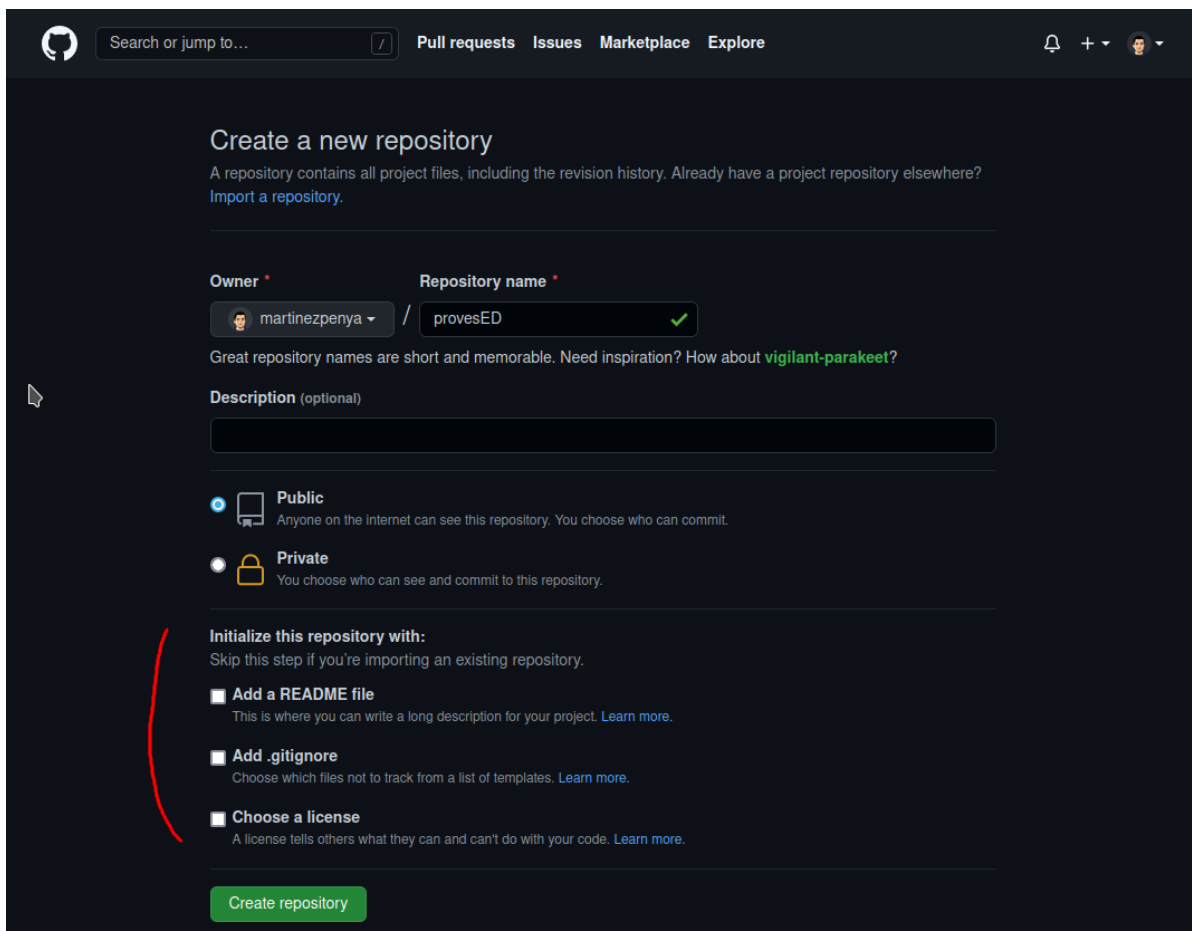 Search or jump to… / Pull requests Issues Marketplace Explore
Create a new repository
A repository contains all project files, including the revision history. Already have a project repository elsewhere?
Import a repository.
Owner * Repository name *
martinezpenya / provesED
Great repository names are short and memorable. Need inspiration? How about vigilant-parakeet?
Description (optional)
Public
Anyone on the internet can see this repository. You choose who can commit.
Private
You choose who can see and commit to this repository.
Initialize this repository with:
Skip this step if you're importing an existing repository.
Add a README file
This is where you can write a long description for your project. Learn more.
Add .gitignore
Choose which files not to track from a list of templates. Learn more.
Choose a license
A license tells others what they can and can't do with your code. Learn more.
Create repository